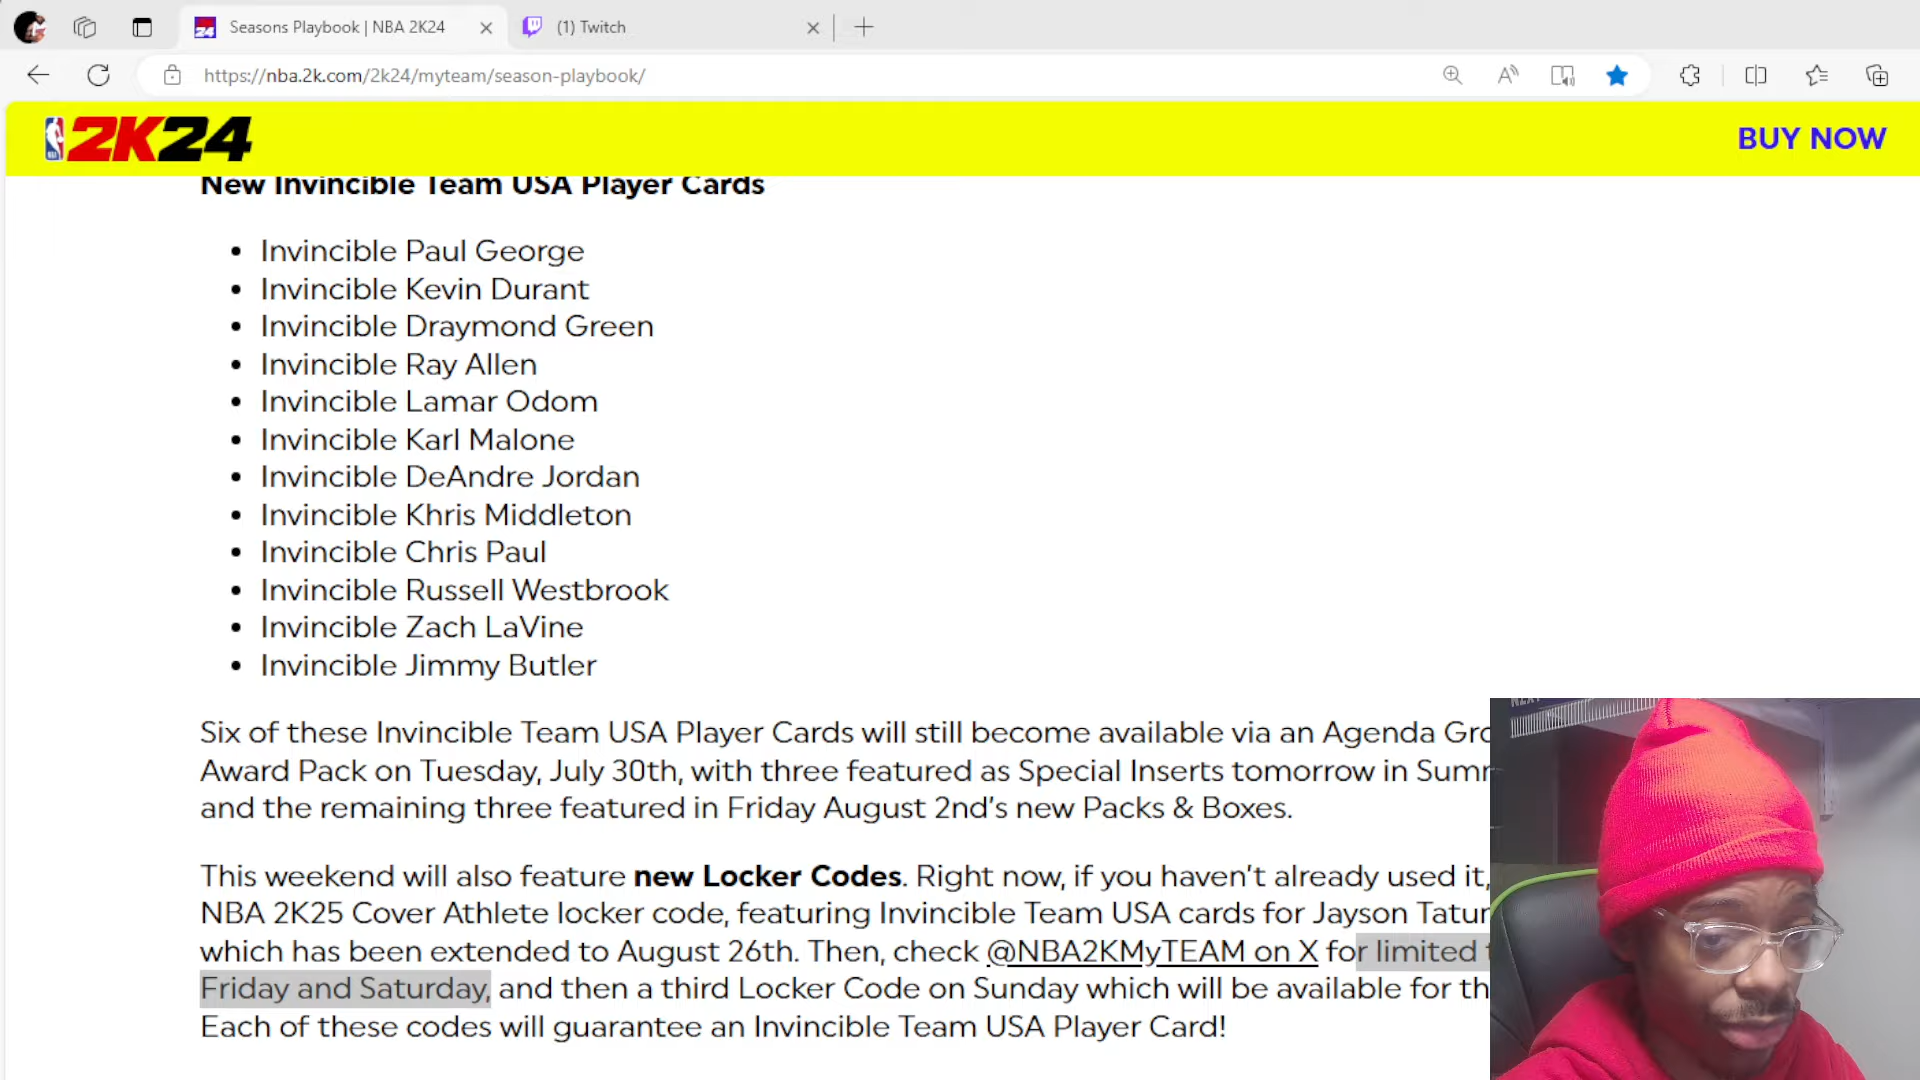 Seasons Playbook | NBA 2K24
(1) Twitch
https://nba.2k.com/2k24/myteam/season-playbook/
2K24
BUY NOW
New Invincible Team USA Player Cards
• Invincible Paul George
• Invincible Kevin Durant
• Invincible Draymond Green
• Invincible Ray Allen
• Invincible Lamar Odom
• Invincible Karl Malone
• Invincible DeAndre Jordan
• Invincible Khris Middleton
• Invincible Chris Paul
• Invincible Russell Westbrook
• Invincible Zach LaVine
• Invincible Jimmy Butler
Six of these Invincible Team USA Player Cards will still become available via an Agenda
Award Pack on Tuesday, July 30th, with three featured as Special Inserts tomorrow in
and the remaining three featured in Friday August 2nd's new Packs & Boxes.
This weekend will also feature new Locker Codes. Right now, if you haven't already used it,
NBA 2K25 Cover Athlete locker code, featuring Invincible Team USA cards for Jayson
which has been extended to August 26th. Then, check @NBA2KMyTEAM on X for limited
Friday and Saturday, and then a third Locker Code on Sunday which will be available for
Each of these codes will guarantee an Invincible Team USA Player Card!